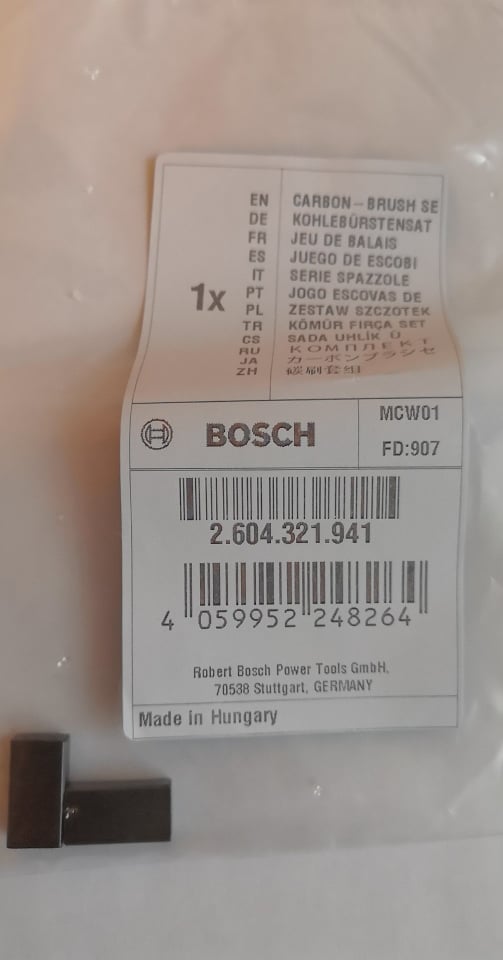 1x
EN CARBON-BRUSH SE
DE KOHLEBÜRSTENSAT
FR JEU DE BALAIS
ES JUEGO DE ESCOBI
IT SERIE SPAZZOLE
PT JOGO ESCOVAS DE
PL ZESTAW SZCZOTEK
TR KÖMÜR FIRÇA SET
CS SADA UHLÍK Ů
RU КОМПЛЕКТ
JA カーボンブラシセ
ZH 碳刷套组
BOSCH
MCW01
FD:907
2.604.321.941
4 059952 248264
Robert Bosch Power Tools GmbH,
70538 Stuttgart, GERMANY
Made in Hungary